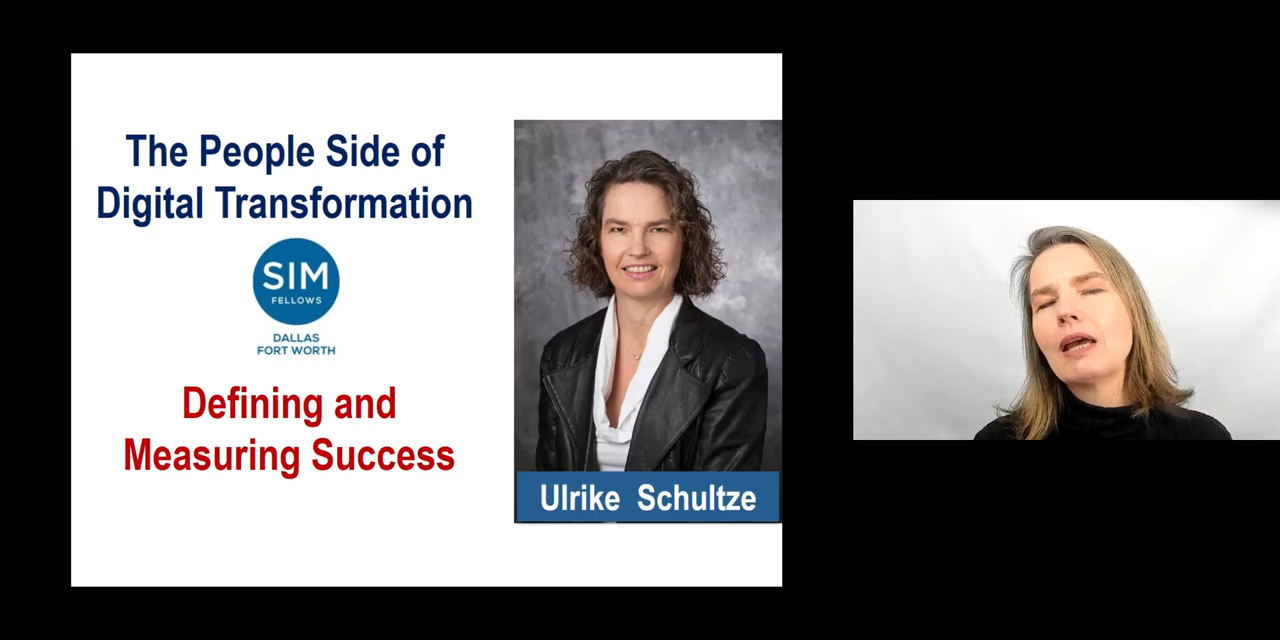 The People Side of
Digital Transformation
SIM
FELLOWS
DALLAS
FORT WORTH
Defining and
Measuring Success
Ulrike Schultze